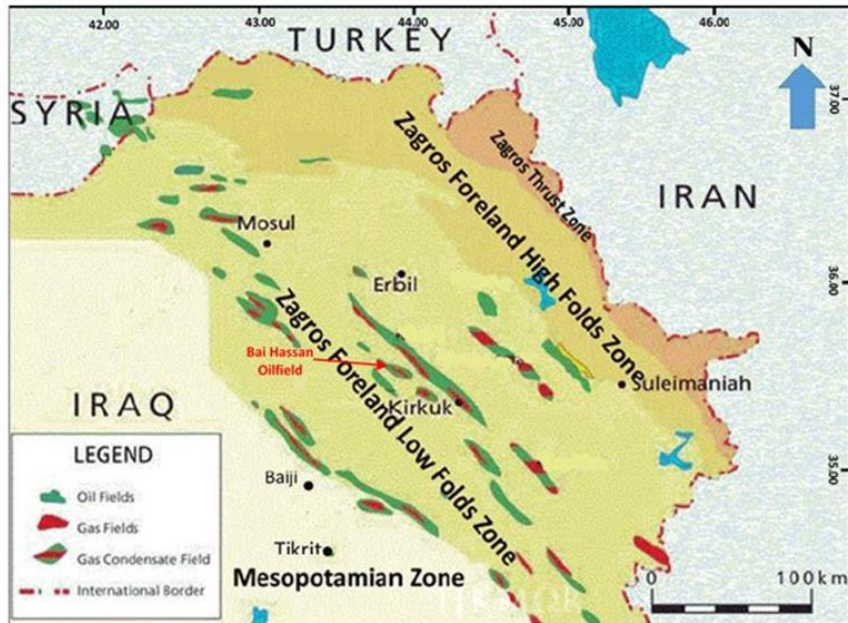 42.00 43.00 44.00 45.00 46.00
TURKEY
N
SYRIA
37.00
Zagros Thrust Zone
Zagros Foreland High Folds Zone
IRAN
Mosul
Erbil
36.00
Zagros Foreland Low Folds Zone
Bai Hassan
Oilfield
Suleimaniah
Kirkuk
IRAQ
LEGEND
Oil Fields
Gas Fields
Gas Condensate Field
International Border
35.00
Baiji
Tikrit
Mesopotamian Zone
0 100km